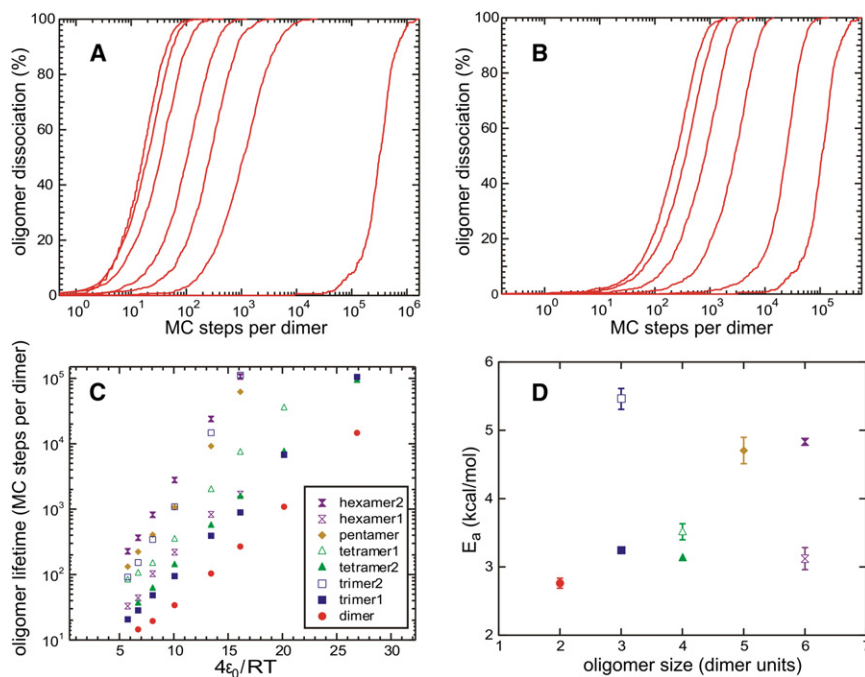 A
oligomer dissociation (%)
100
80
60
40
20
0
10^0 10^1 10^2 10^3 10^4 10^5 10^6
MC steps per dimer
B
oligomer dissociation (%)
100
80
60
40
20
0
10^0 10^1 10^2 10^3 10^4 10^5
MC steps per dimer
C
oligomer lifetime (MC steps per dimer)
10^5
10^4
10^3
10^2
10^1
hexamer2
hexamer1
pentamer
tetramer1
tetramer2
trimer2
trimer1
dimer
5 10 15 20 25 30
4ε₀/RT
D
E_a (kcal/mol)
6
5
4
3
2
1 2 3 4 5 6 7
oligomer size (dimer units)